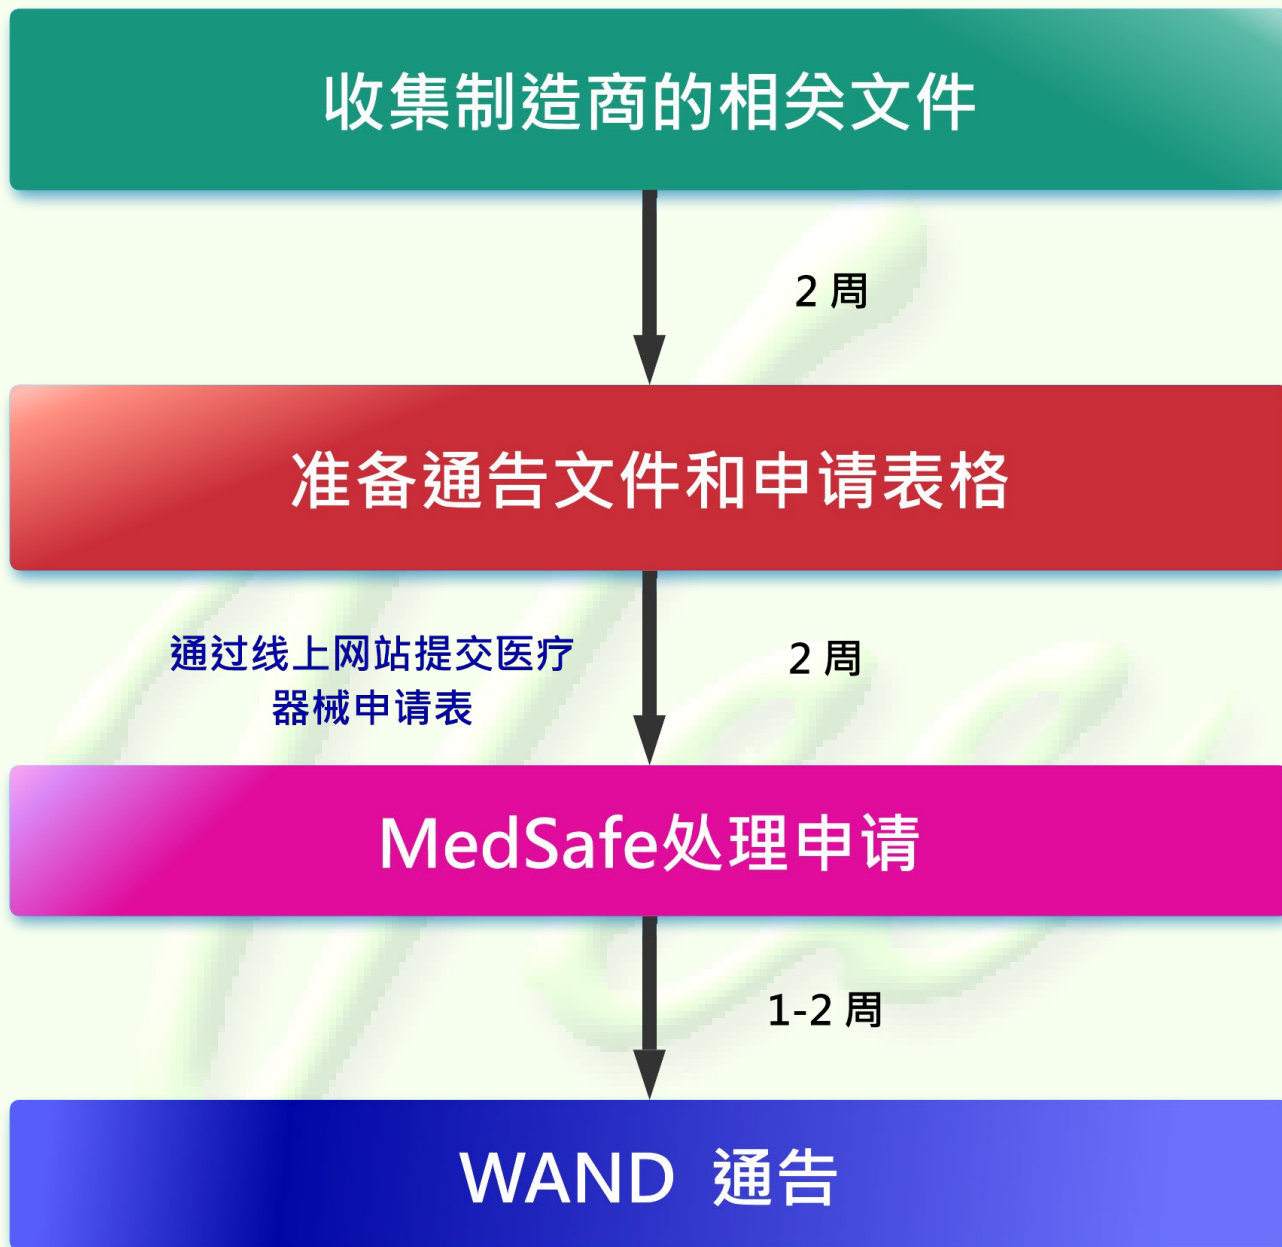 收集制造商的相关文件
2 周
准备通告文件和申请表格
通过线上网站提交医疗
器械申请表
2 周
MedSafe处理申请
1-2 周
WAND 通告